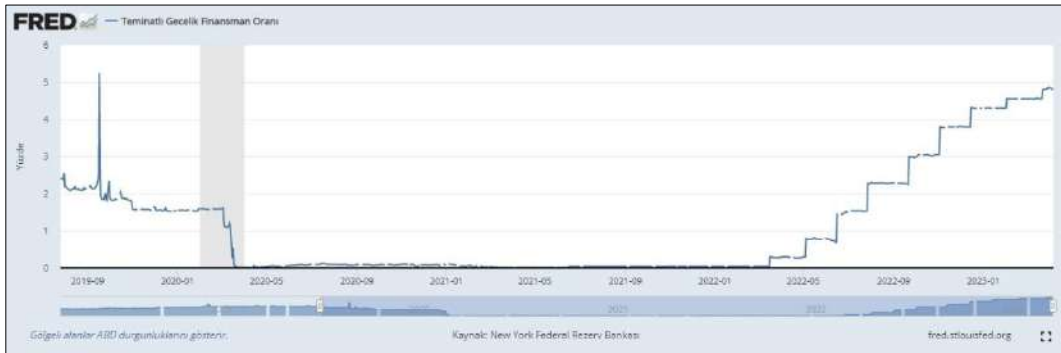 FRED — Teminatlı Gecelik Finansman Oranı
6
5
4
3
2
1
0
Yüzde
2019-09 2020-01 2020-05 2020-09 2021-01 2021-05 2021-09 2022-01 2022-05 2022-09 2023-01
2021 2022
Gölgeli alanlar ABD durgunluklarını gösterir. Kaynak: New York Federal Rezerv Bankası fred.stlouisfed.org